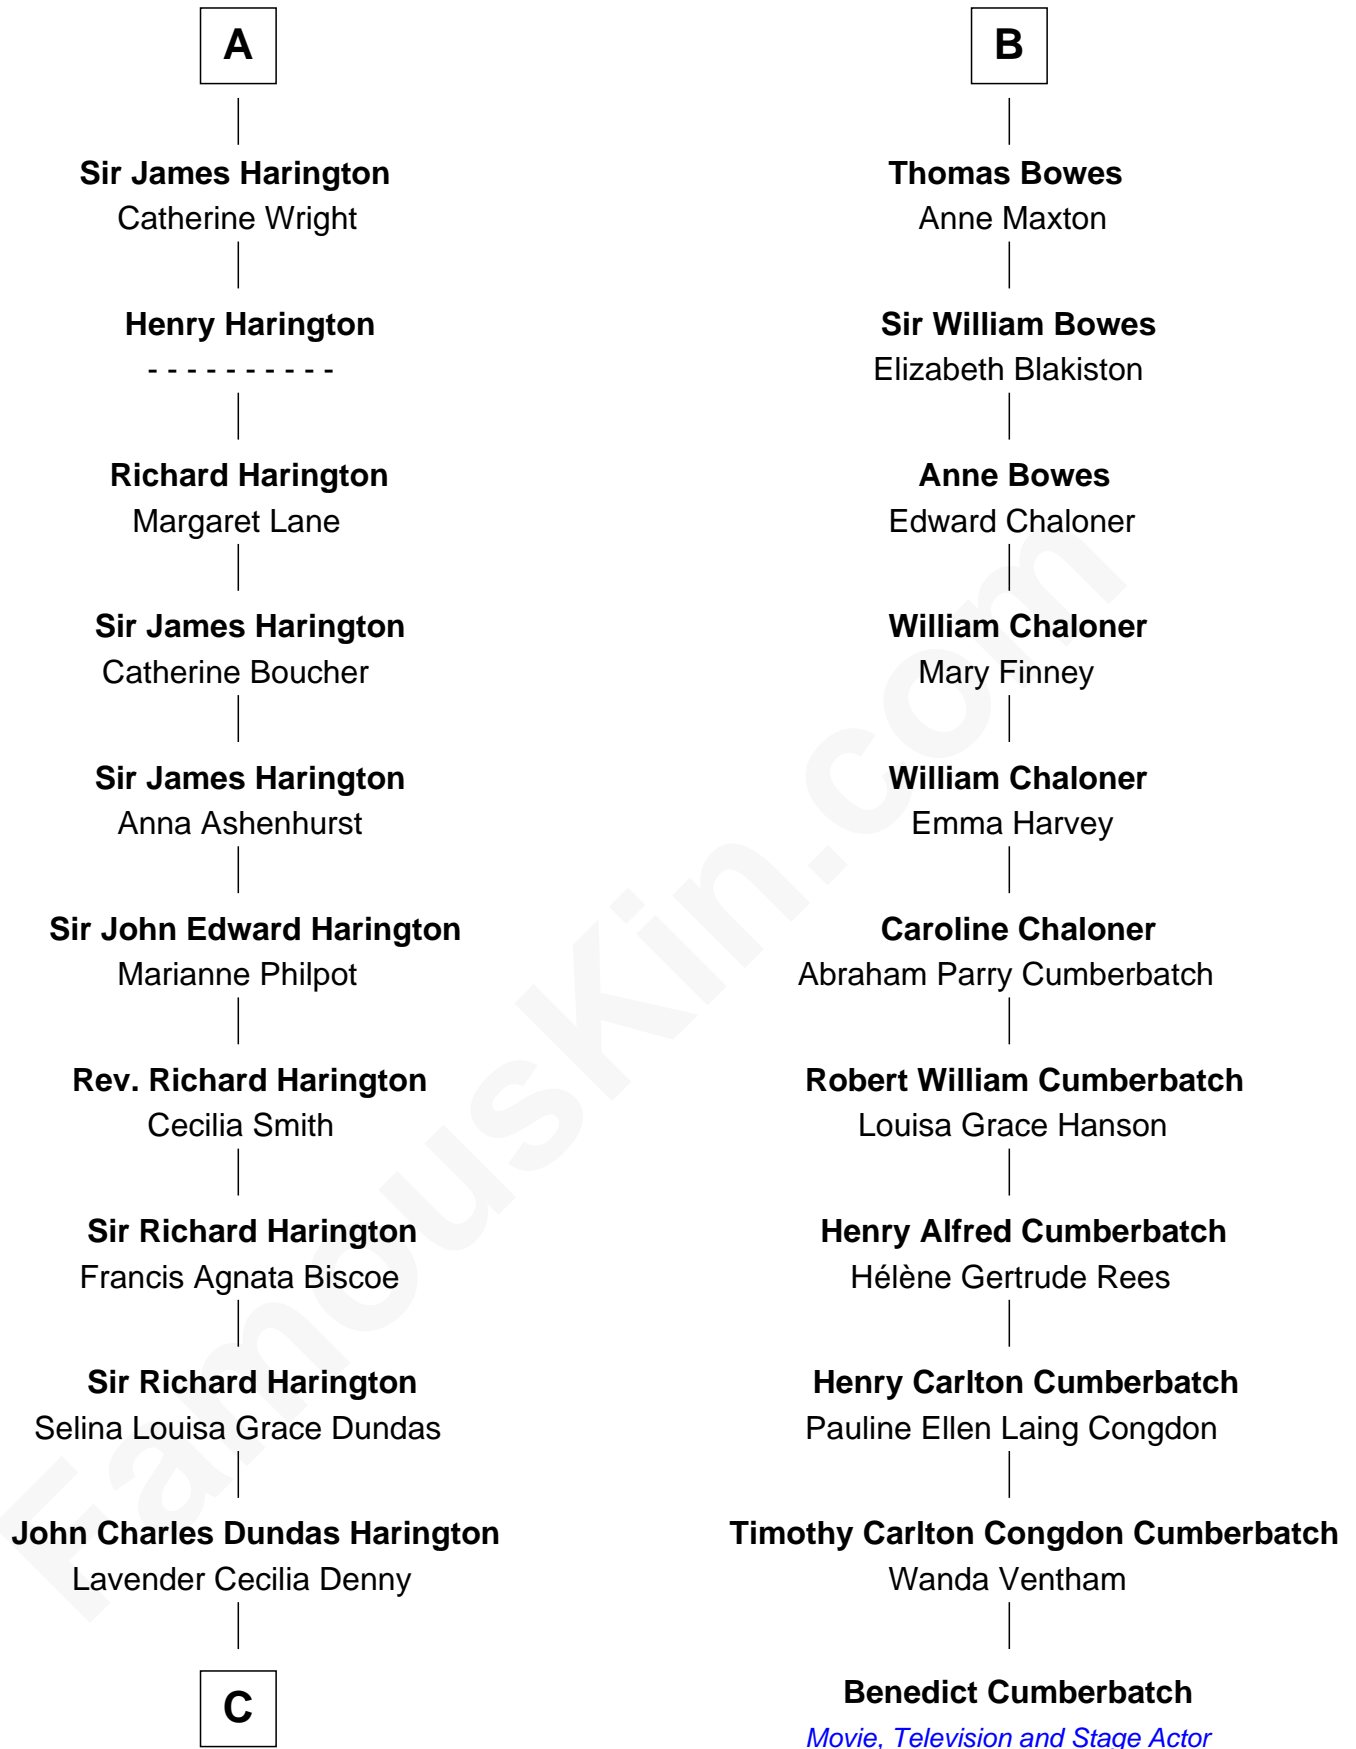 A
Sir James Harington
Catherine Wright
Henry Harington
- - - - - - - - - -
Richard Harington
Margaret Lane
Sir James Harington
Catherine Boucher
Sir James Harington
Anna Ashenhurst
Sir John Edward Harington
Marianne Philpot
Rev. Richard Harington
Cecilia Smith
Sir Richard Harington
Francis Agnata Biscoe
Sir Richard Harington
Selina Louisa Grace Dundas
John Charles Dundas Harington
Lavender Cecilia Denny
C
B
Thomas Bowes
Anne Maxton
Sir William Bowes
Elizabeth Blakiston
Anne Bowes
Edward Chaloner
William Chaloner
Mary Finney
William Chaloner
Emma Harvey
Caroline Chaloner
Abraham Parry Cumberbatch
Robert William Cumberbatch
Louisa Grace Hanson
Henry Alfred Cumberbatch
Hélène Gertrude Rees
Henry Carlton Cumberbatch
Pauline Ellen Laing Congdon
Timothy Carlton Congdon Cumberbatch
Wanda Ventham
Benedict Cumberbatch
Movie, Television and Stage Actor
FamousKin.com